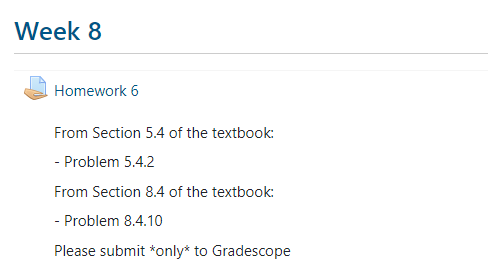 Week 8
Homework 6
From Section 5.4 of the textbook:
- Problem 5.4.2
From Section 8.4 of the textbook:
- Problem 8.4.10
Please submit *only* to Gradescope